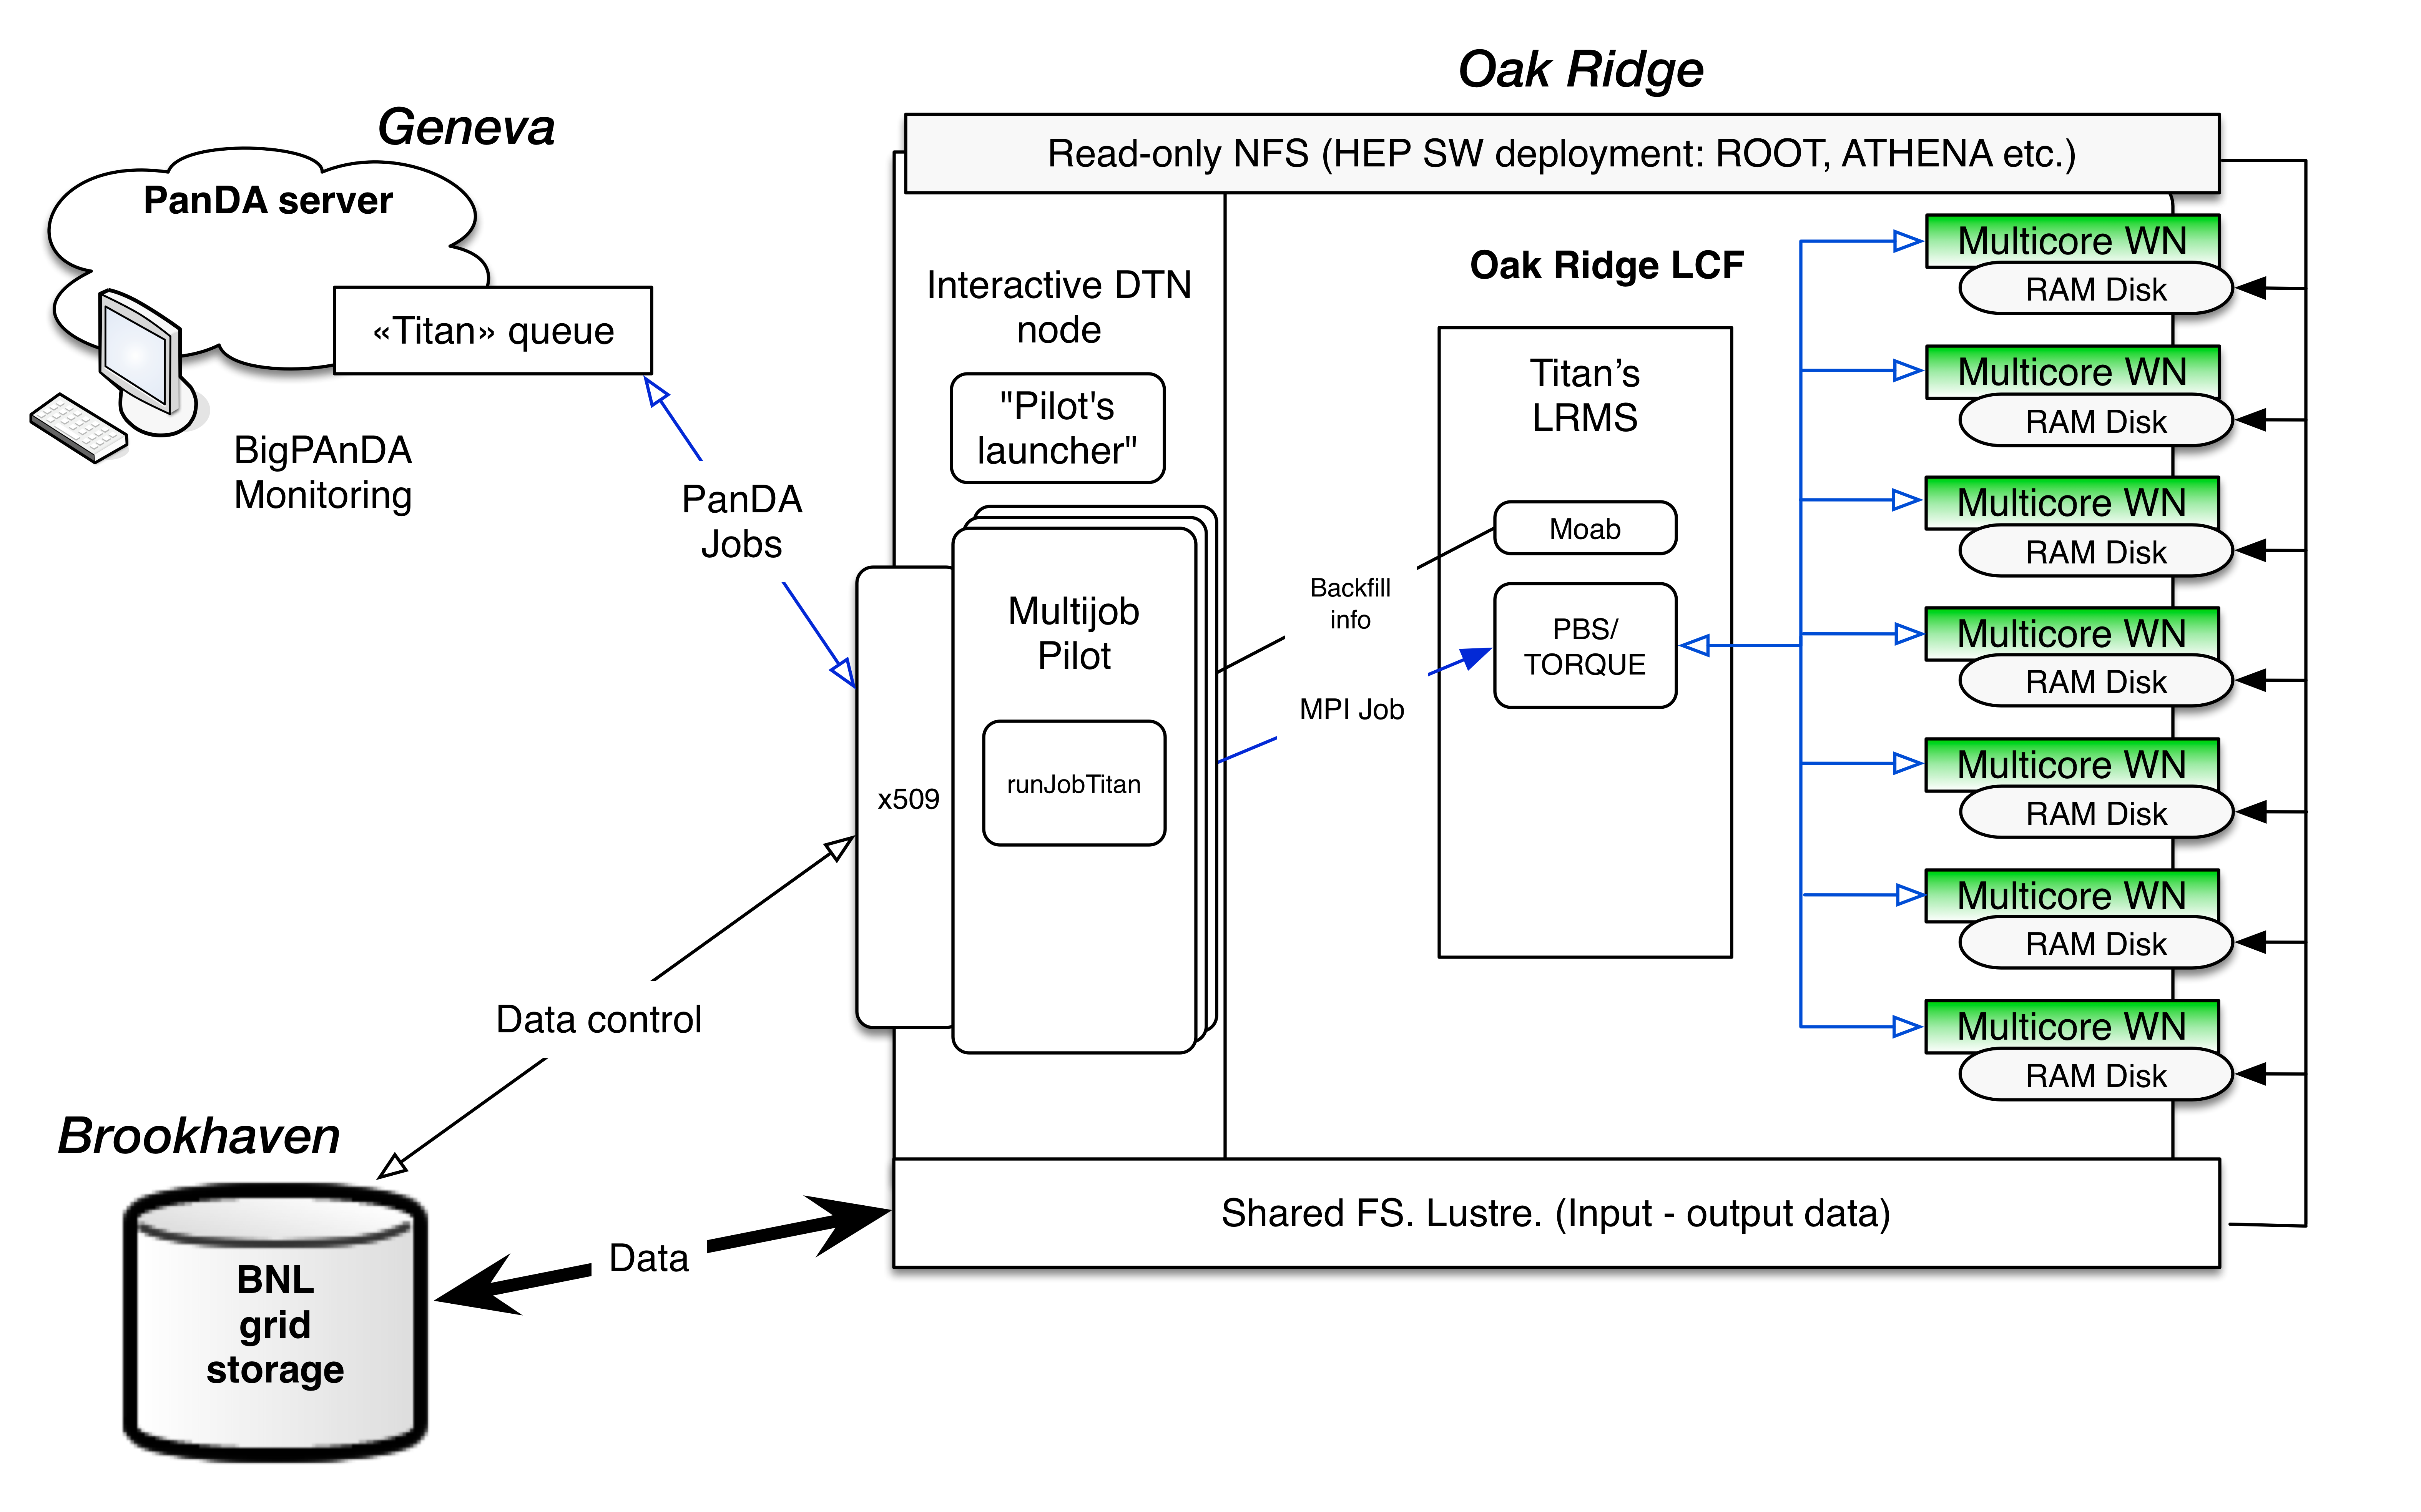 Oak Ridge
Geneva
Read-only NFS (HEP SW deployment: ROOT, ATHENA etc.)
PanDA server
«Titan» queue
BigPAnDA
Monitoring
PanDA
Jobs
Interactive DTN
node
"Pilot's
launcher"
Multijob
Pilot
runJobTitan
x509
Backfill
info
MPI Job
Oak Ridge LCF
Titan's
LRMS
Moab
PBS/
TORQUE
Multicore WN
RAM Disk
Multicore WN
RAM Disk
Multicore WN
RAM Disk
Multicore WN
RAM Disk
Multicore WN
RAM Disk
Multicore WN
RAM Disk
Multicore WN
RAM Disk
Data control
Brookhaven
BNL
grid
storage
Data
Shared FS. Lustre. (Input - output data)